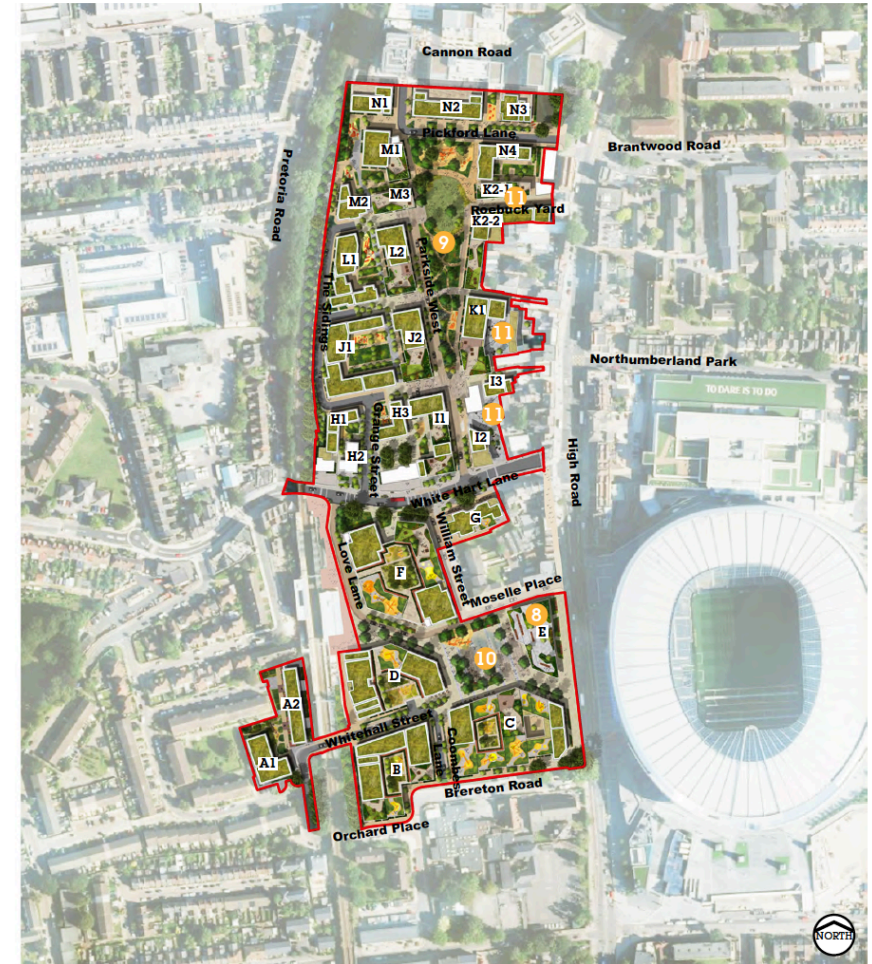 Cannon Road
N1
N2
N3
Pickford Lane
M1
N4
Brantwood Road
Pretoria Road
M2
M3
K2-1
11
Roebuck Yard
K2-2
9
L1
L2
Parkside West
The Sidings
K1
11
J1
J2
Northumberland Park
I3
TO DARE IS TO DO
H1
Grange Street
H3
I1
11
I2
H2
High Road
White Hart Lane
G
William Street
Love Lane
F
Moselle Place
8
E
10
D
A2
Whitehall Street
C
Coombes
Lane
A1
B
Brereton Road
Orchard Place
NORTH